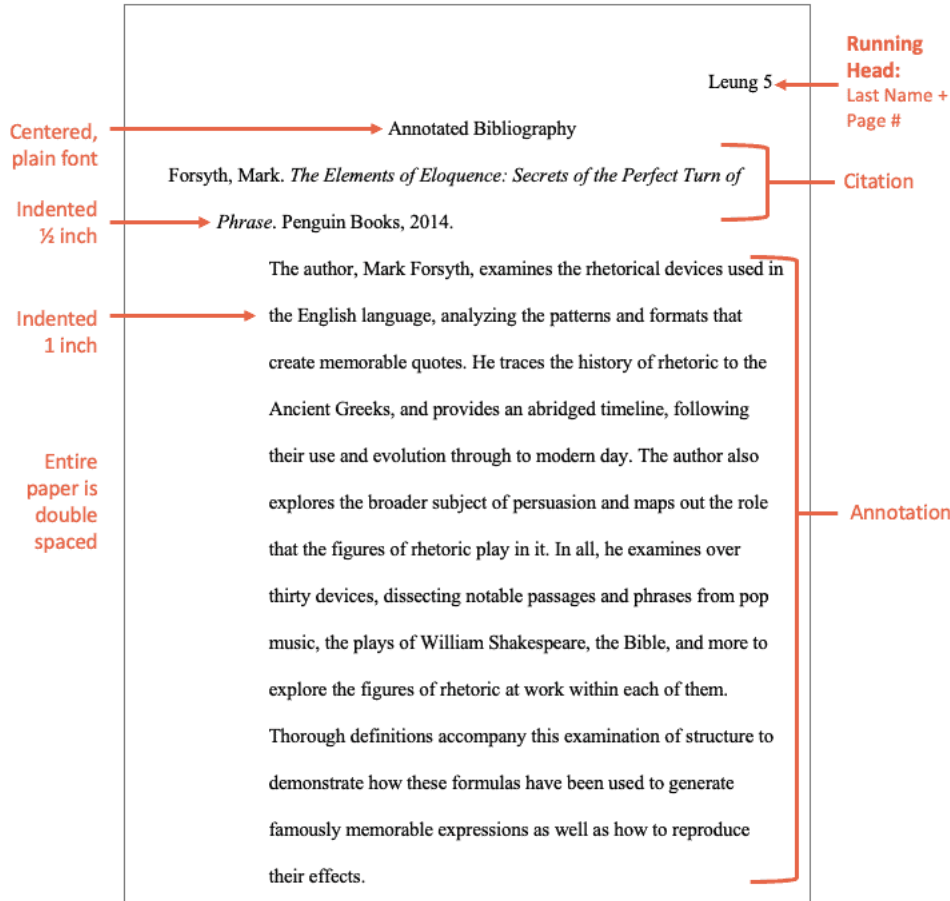 Leung 5
Running
Head:
Last Name +
Page #
Centered,
plain font
Annotated Bibliography
Forsyth, Mark. The Elements of Eloquence: Secrets of the Perfect Turn of
Citation
Indented
½ inch
Phrase. Penguin Books, 2014.
The author, Mark Forsyth, examines the rhetorical devices used in
Indented
1 inch
the English language, analyzing the patterns and formats that
create memorable quotes. He traces the history of rhetoric to the
Ancient Greeks, and provides an abridged timeline, following
their use and evolution through to modern day. The author also
Entire
paper is
double
spaced
explores the broader subject of persuasion and maps out the role
Annotation
that the figures of rhetoric play in it. In all, he examines over
thirty devices, dissecting notable passages and phrases from pop
music, the plays of William Shakespeare, the Bible, and more to
explore the figures of rhetoric at work within each of them.
Thorough definitions accompany this examination of structure to
demonstrate how these formulas have been used to generate
famously memorable expressions as well as how to reproduce
their effects.